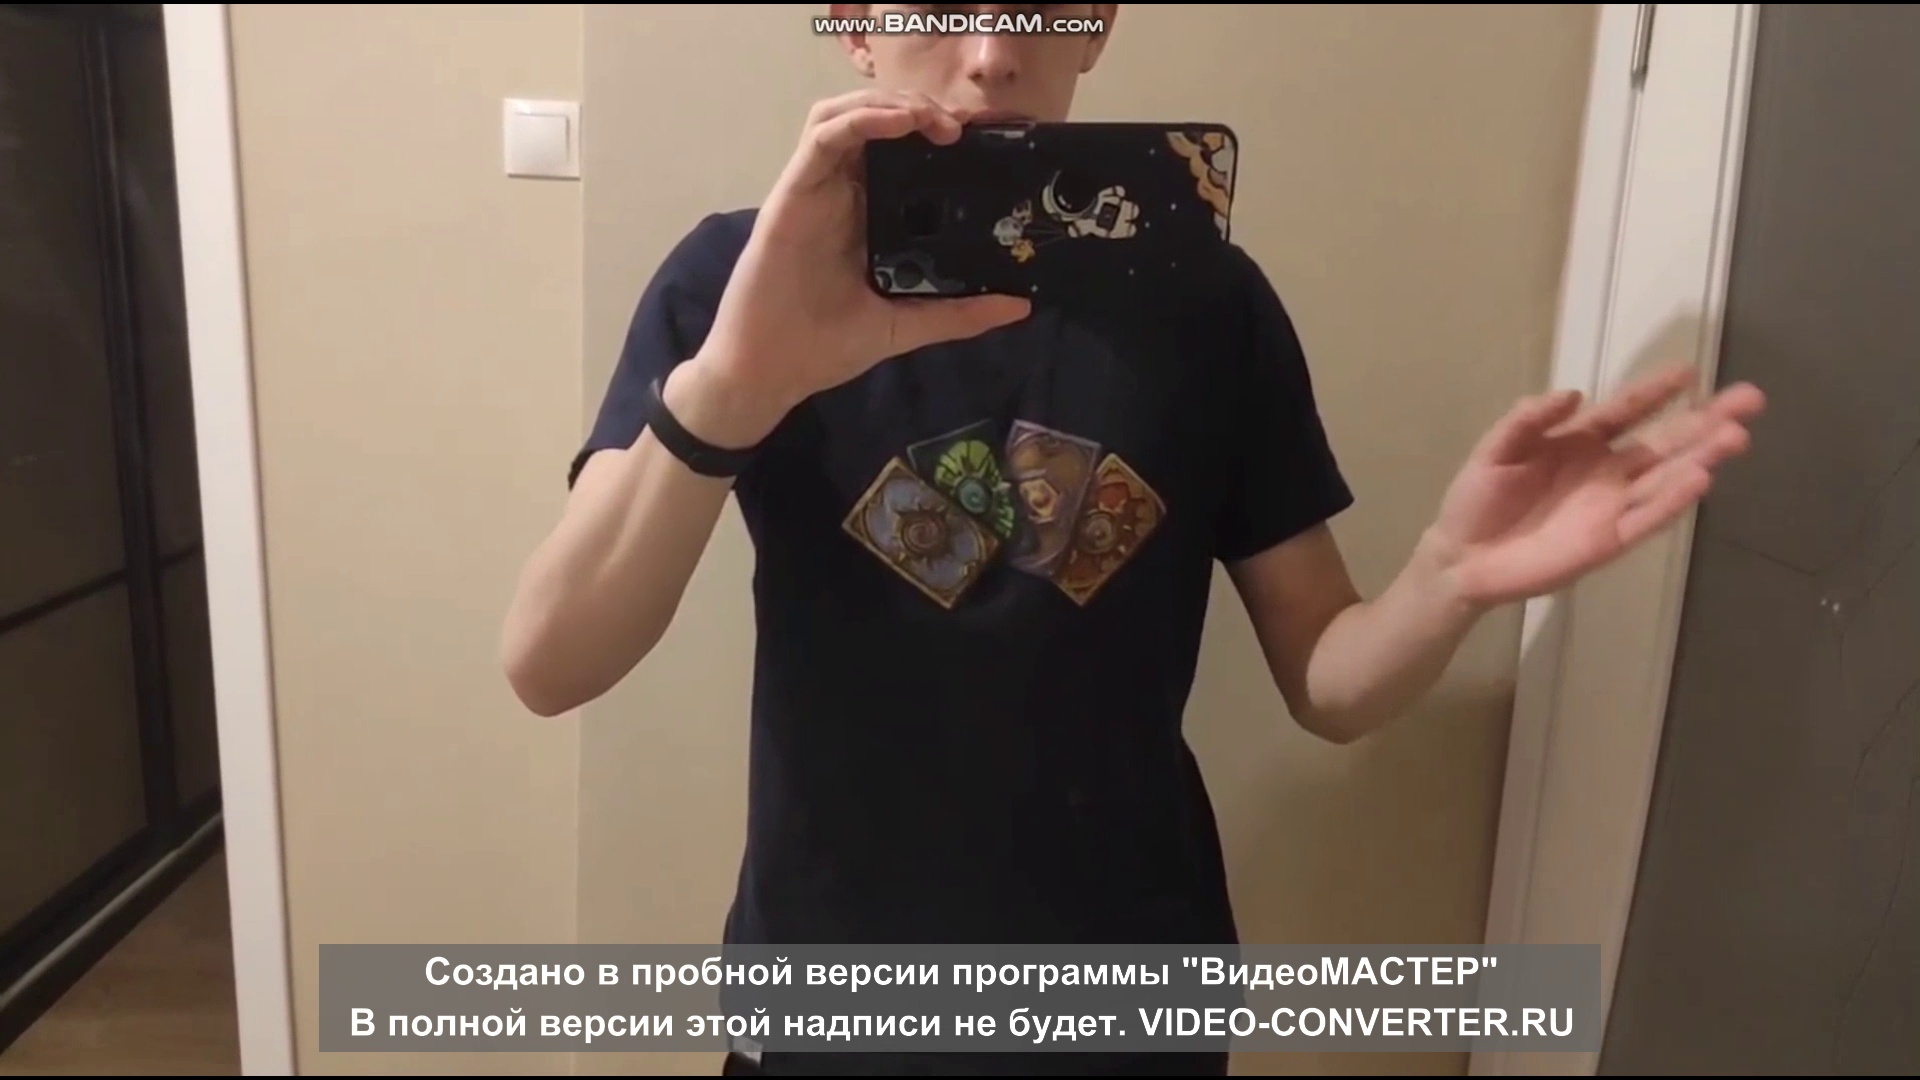 www.BANDICAM.com
Создано в пробной версии программы "ВидеоМАСТЕР"
В полной версии этой надписи не будет. VIDEO-CONVERTER.RU